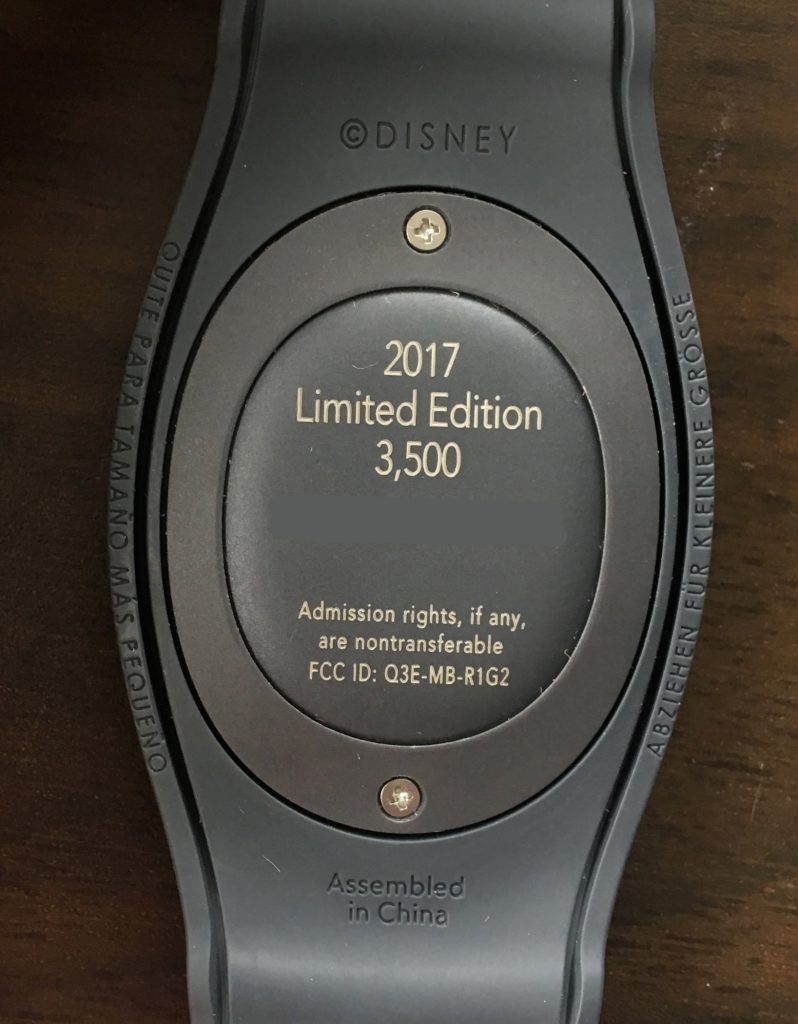 ©DISNEY
QUITE PARA TAMAÑO MÁS PEQUEÑO
ABZIEHEN FÜR KLEINERE GRÖSSE
2017
Limited Edition
3,500
Admission rights, if any,
are nontransferable
FCC ID: Q3E-MB-R1G2
Assembled
in China